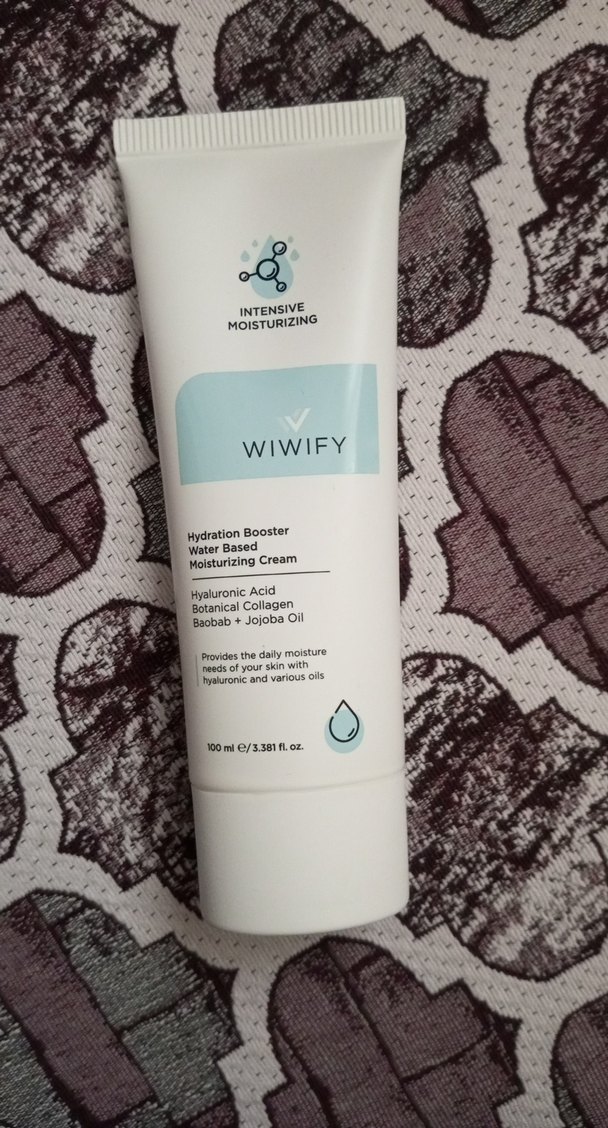 INTENSIVE
MOISTURIZING
WIWIFY
Hydration Booster
Water Based
Moisturizing Cream
Hyaluronic Acid
Botanical Collagen
Baobab + Jojoba Oil
Provides the daily moisture
needs of your skin with
hyaluronic and various oils
100 ml ℮/3.381 fl. oz.